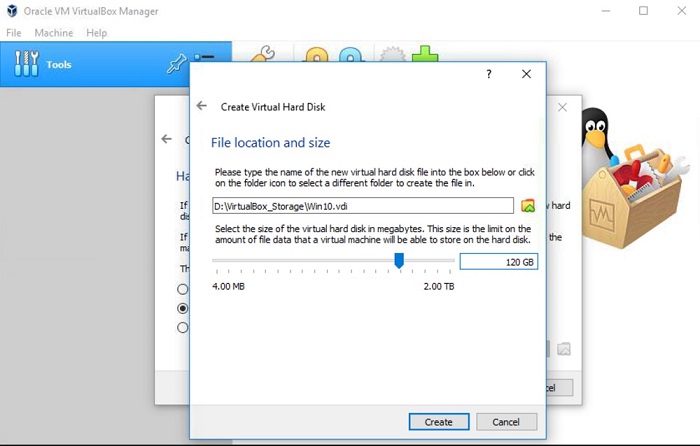 Oracle VM VirtualBox Manager
File Machine Help
Tools
? 
Create Virtual Hard Disk
File location and size
Please type the name of the new virtual hard disk file into the box below or click
on the folder icon to select a different folder to create the file in.
D:\VirtualBox_Storage\Win10.vdi
Select the size of the virtual hard disk in megabytes. This size is the limit on the
amount of file data that a virtual machine will be able to store on the hard disk.
120 GB
4.00 MB
2.00 TB
Create
Cancel
C
Ha
If
hard
dis
If
the
ma
Th
cel